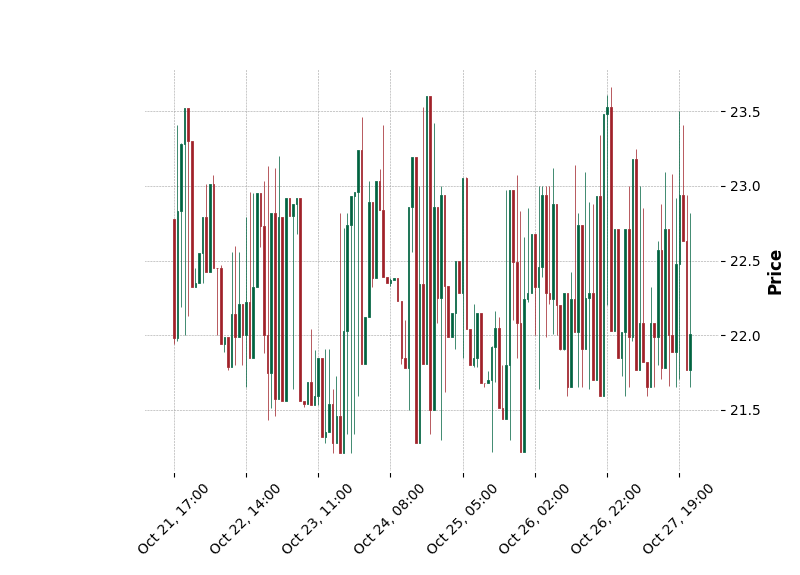 23.5
23.0
22.5
22.0
21.5
Price
Oct 21, 17:00
Oct 22, 14:00
Oct 23, 11:00
Oct 24, 08:00
Oct 25, 05:00
Oct 26, 02:00
Oct 26, 22:00
Oct 27, 19:00